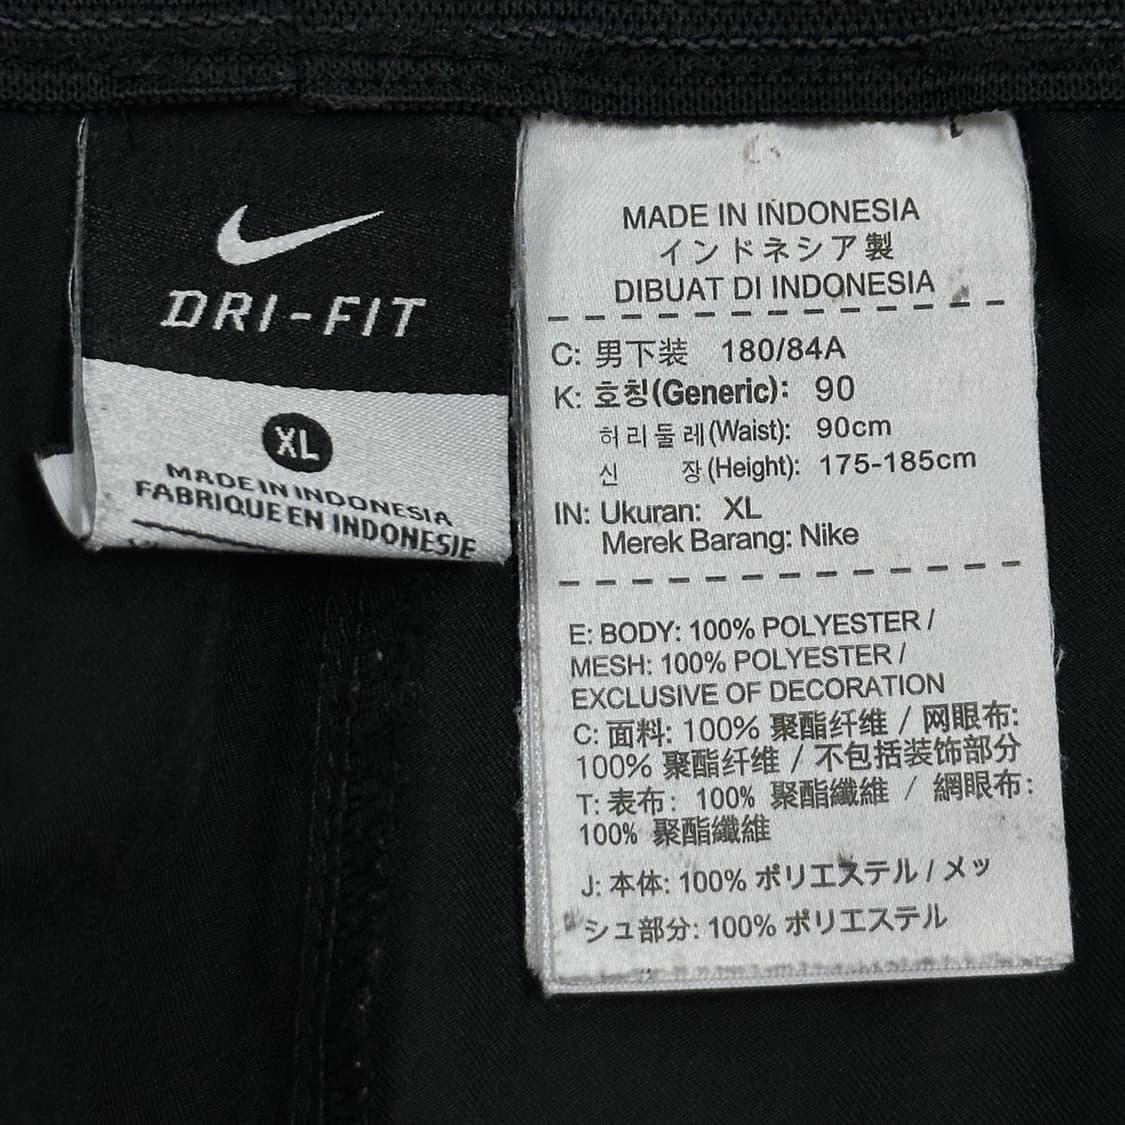 DRI-FIT
XL
MADE IN INDONESIA
FABRIQUE EN INDONESIE
MADE IN INDONESIA
インドネシア製
DIBUAT DI INDONESIA
C: 男下装 180/84A
K: 호칭(Generic): 90
허리둘레(Waist): 90cm
신 장(Height): 175-185cm
IN: Ukuran: XL
Merek Barang: Nike
E: BODY: 100% POLYESTER /
MESH: 100% POLYESTER /
EXCLUSIVE OF DECORATION
C: 面料: 100% 聚酯纤维 / 网眼布:
100% 聚酯纤维 / 不包括装饰部分
T: 表布: 100% 聚酯纖維 / 網眼布:
100% 聚酯纖維
J: 本体: 100% ポリエステル / メッ
シュ部分: 100% ポリエステル